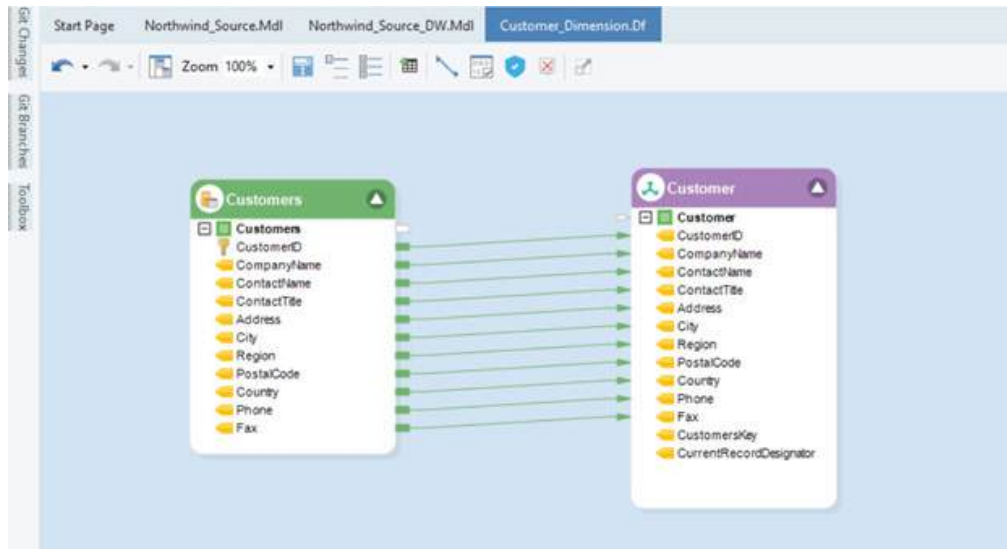 Git Changes
Git Branches
Toolbox
Start Page Northwind_Source.Mdl Northwind_Source_DW.Mdl Customer_Dimension.Df
Zoom 100%
Customers
Customers
CustomerID
CompanyName
ContactName
ContactTitle
Address
City
Region
PostalCode
Country
Phone
Fax
Customer
Customer
CustomerID
CompanyName
ContactName
ContactTitle
Address
City
Region
PostalCode
Country
Phone
Fax
CustomersKey
CurrentRecordDesignator